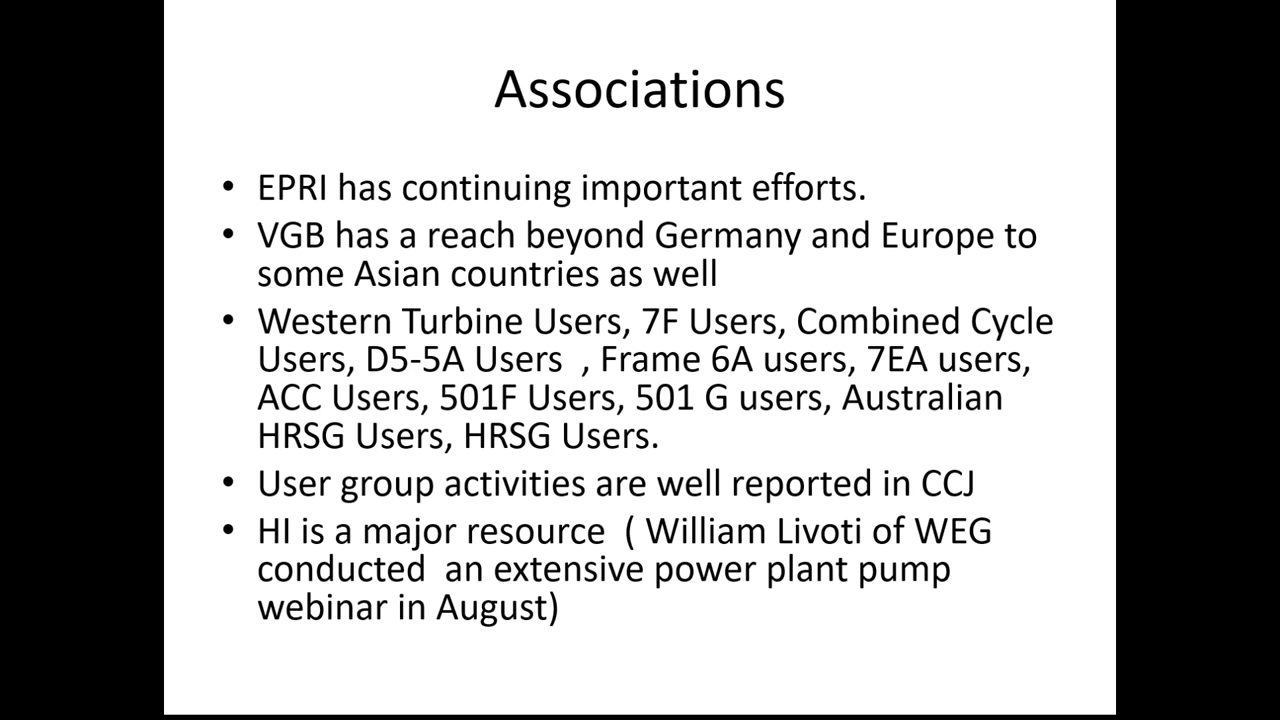 Associations
• EPRI has continuing important efforts.
• VGB has a reach beyond Germany and Europe to
some Asian countries as well
• Western Turbine Users, 7F Users, Combined Cycle
Users, D5-5A Users  , Frame 6A users, 7EA users,
ACC Users, 501F Users, 501 G users, Australian
HRSG Users, HRSG Users.
• User group activities are well reported in CCJ
• HI is a major resource  ( William Livoti of WEG
conducted  an extensive power plant pump
webinar in August)